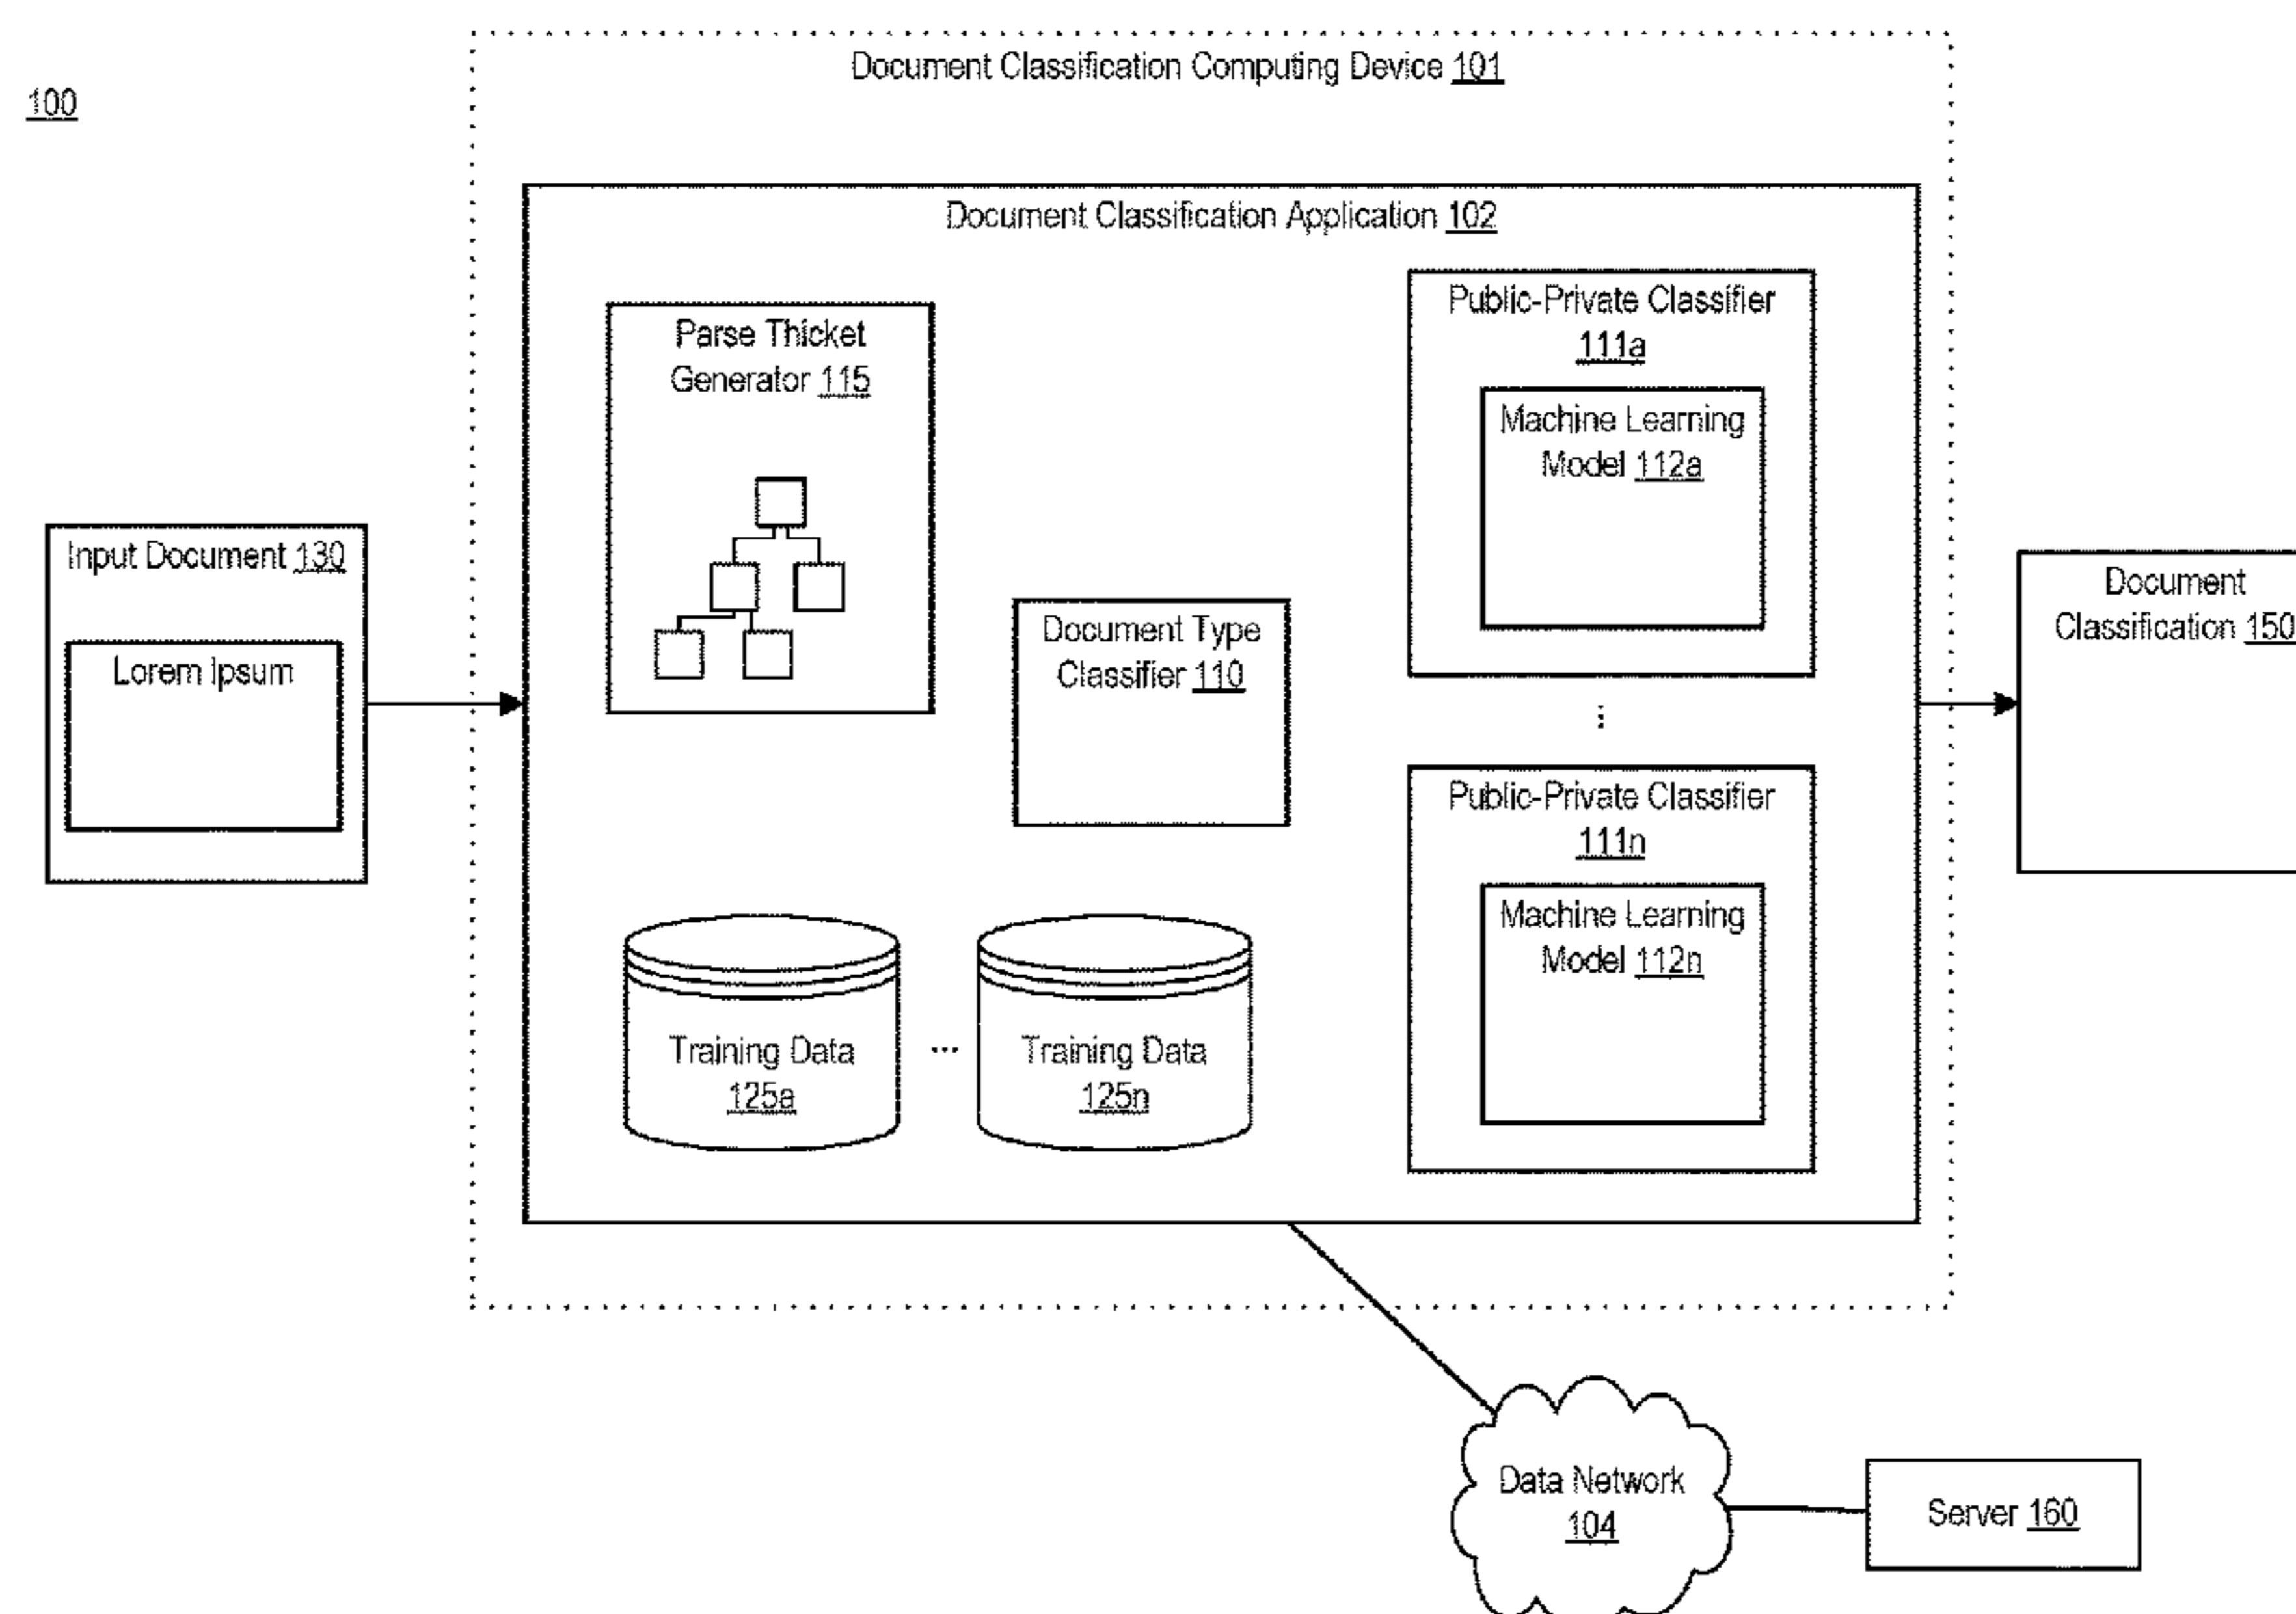 Document Classification Computing Device 101
100
Document Classification Application 102
Parse Thicket
Generator 115
Public-Private Classifier
111a
Machine Learning
Model 112a
Input Document 130
Lorem Ipsum
Document Type
Classifier 110
Document
Classification 150
⋮
Public-Private Classifier
111n
Machine Learning
Model 112n
Training Data
125a
...
Training Data
125n
Data Network
104
Server 160